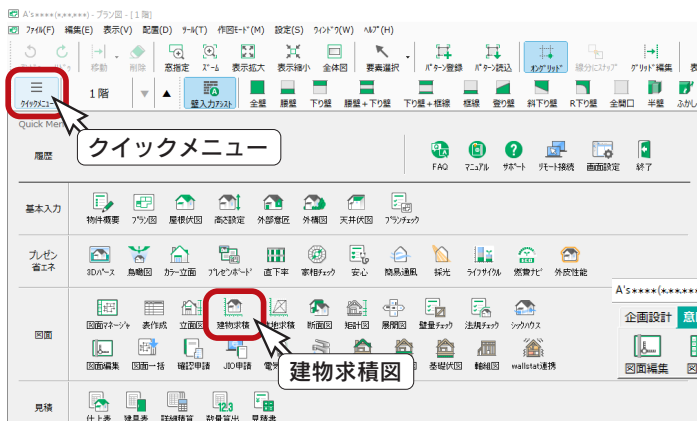 A's****(*.**,***) - プラン図 - [1 階]
ファイル(F) 編集(E) 表示(V) 配置(D) ツール(T) 作図モード(M) 設定(S) ウインドウ(W) ヘルプ(H)
移動 削除 窓指定 ズーム 表示拡大 表示縮小 全体図 要素選択 パターン登録 パターン読込 オングリッド 線分にスナップ グリッド編集
クイックメニュー 1 階 壁入力アシスト 全壁 腰壁 下り壁 腰壁+下り壁 下り壁+框線 框線 登り壁 斜下り壁 R下り壁 全開口 半壁 ふかし
Quick Menu
クイックメニュー
履歴
FAQ マニュアル サポート リモート接続 画面設定 終了
基本入力
物件概要 プラン図 屋根伏図 高さ設定 外部意匠 外構図 天井伏図 プランチェック
プレゼン
省エネ
3Dパース 鳥瞰図 カラー立面 プレゼンボード 直下率 家相チェック 安心 簡易通風 採光 ライフサイクル 燃費ナビ 外皮性能
A's****(*.**,***
企画設計 意
図面編集
図面
図面マネージャ 表作成 立面図 建物求積 敷地求積 断面図 矩計図 展開図 壁量チェック 法規チェック シックハウス
図面編集 図面一括 確認申請 JIO申請 基礎伏図 軸組図 wallstat連携
建物求積図
見積
仕上表 建具表 詳細積算 数量算出 見積書